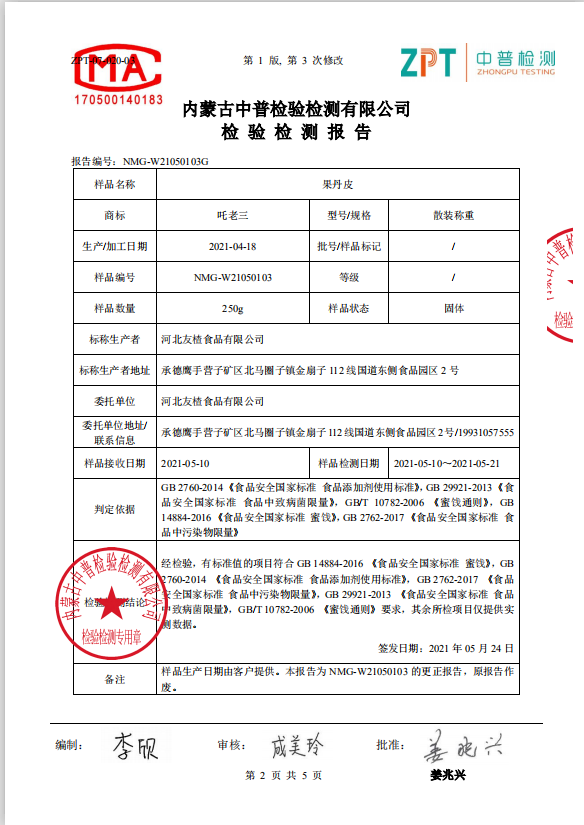 ZPT-07-020-03
第 1 版, 第 3 次修改
MA
170500140183
ZPT 中普检测
ZHONGPU TESTING
内蒙古中普检验检测有限公司
检 验 检 测 报 告
报告编号：NMG-W21050103G
样品名称 果丹皮
商标 吒老三 型号/规格 散装称重
生产/加工日期 2021-04-18 批号/样品标记 /
样品编号 NMG-W21050103 等级 /
样品数量 250g 样品状态 固体
标称生产者 河北友楂食品有限公司
标称生产者地址 承德鹰手营子矿区北马圈子镇金扇子 112 线国道东侧食品园区 2 号
委托单位 河北友楂食品有限公司
委托单位地址/
联系信息 承德鹰手营子矿区北马圈子镇金扇子 112 线国道东侧食品园区 2 号/19931057555
样品接收日期 2021-05-10 样品检测日期 2021-05-10～2021-05-21
判定依据
GB 2760-2014《食品安全国家标准 食品添加剂使用标准》, GB 29921-2013《食
品安全国家标准 食品中致病菌限量》, GB/T 10782-2006 《蜜饯通则》, GB
14884-2016《食品安全国家标准 蜜饯》, GB 2762-2017《食品安全国家标准 食
品中污染物限量》
检验检测结论
经检验，有标准值的项目符合 GB 14884-2016 《食品安全国家标准 蜜饯》, GB
2760-2014 《食品安全国家标准 食品添加剂使用标准》, GB 2762-2017 《食品
安全国家标准 食品中污染物限量》, GB 29921-2013 《食品安全国家标准 食品
中致病菌限量》, GB/T 10782-2006 《蜜饯通则》要求，其余所检项目仅提供实
测数据。
签发日期：2021 年 05 月 24 日
内蒙古中普检验检测有限公司
检验检测专用章
备注 样品生产日期由客户提供。本报告为 NMG-W21050103 的更正报告，原报告作
废。
编制： 李欣 审核： 成美玲 批准： 姜兆兴
姜兆兴
第 2 页 共 5 页